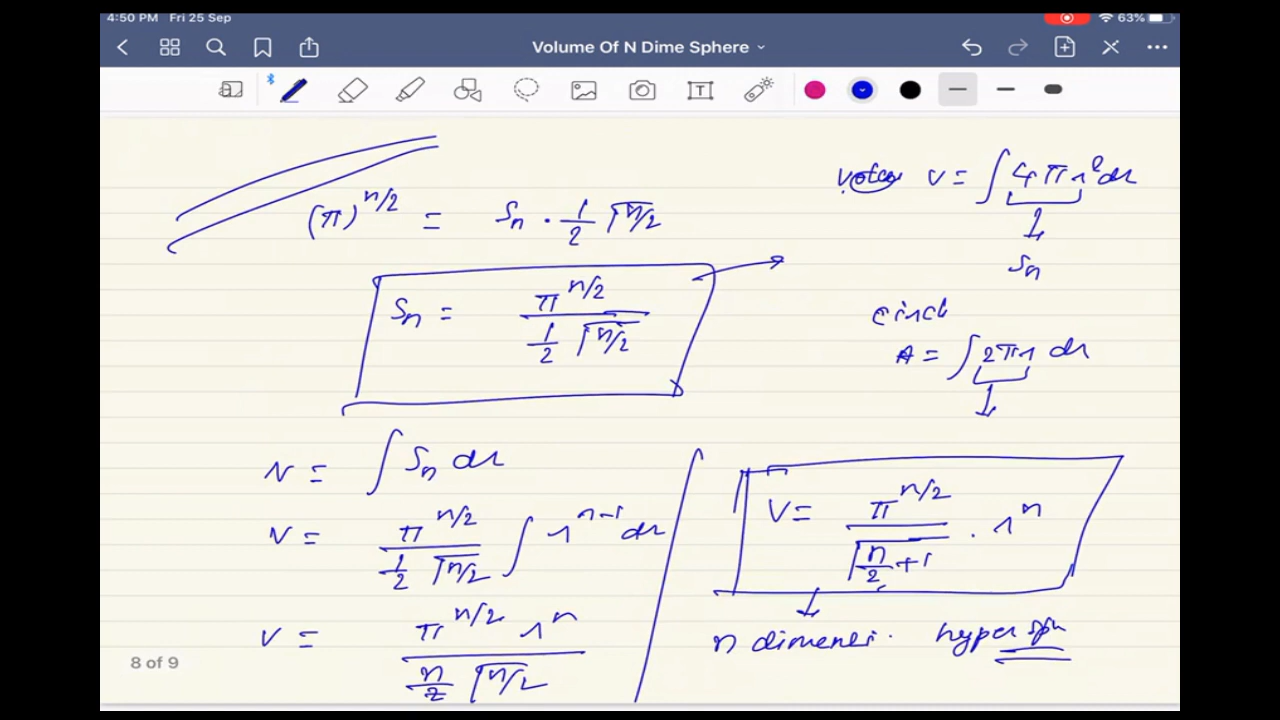 4:50 PM Fri 25 Sep
63%
Volume Of N Dime Sphere
T
(π)^{n/2} = S_n · 1/2 Γ(n/2)
S_n = π^{n/2} / (1/2 Γ(n/2))
V = ∫ S_n dr
V = π^{n/2} / (1/2 Γ(n/2)) ∫ r^{n-1} dr
V = π^{n/2} r^n / (n/2 Γ(n/2))
8 of 9
V = ∫ 4πr² dr
S_n
A = ∫ 2πr dr
V = π^{n/2} / Γ(n/2 + 1) · r^n
n dimensi. hyper sph